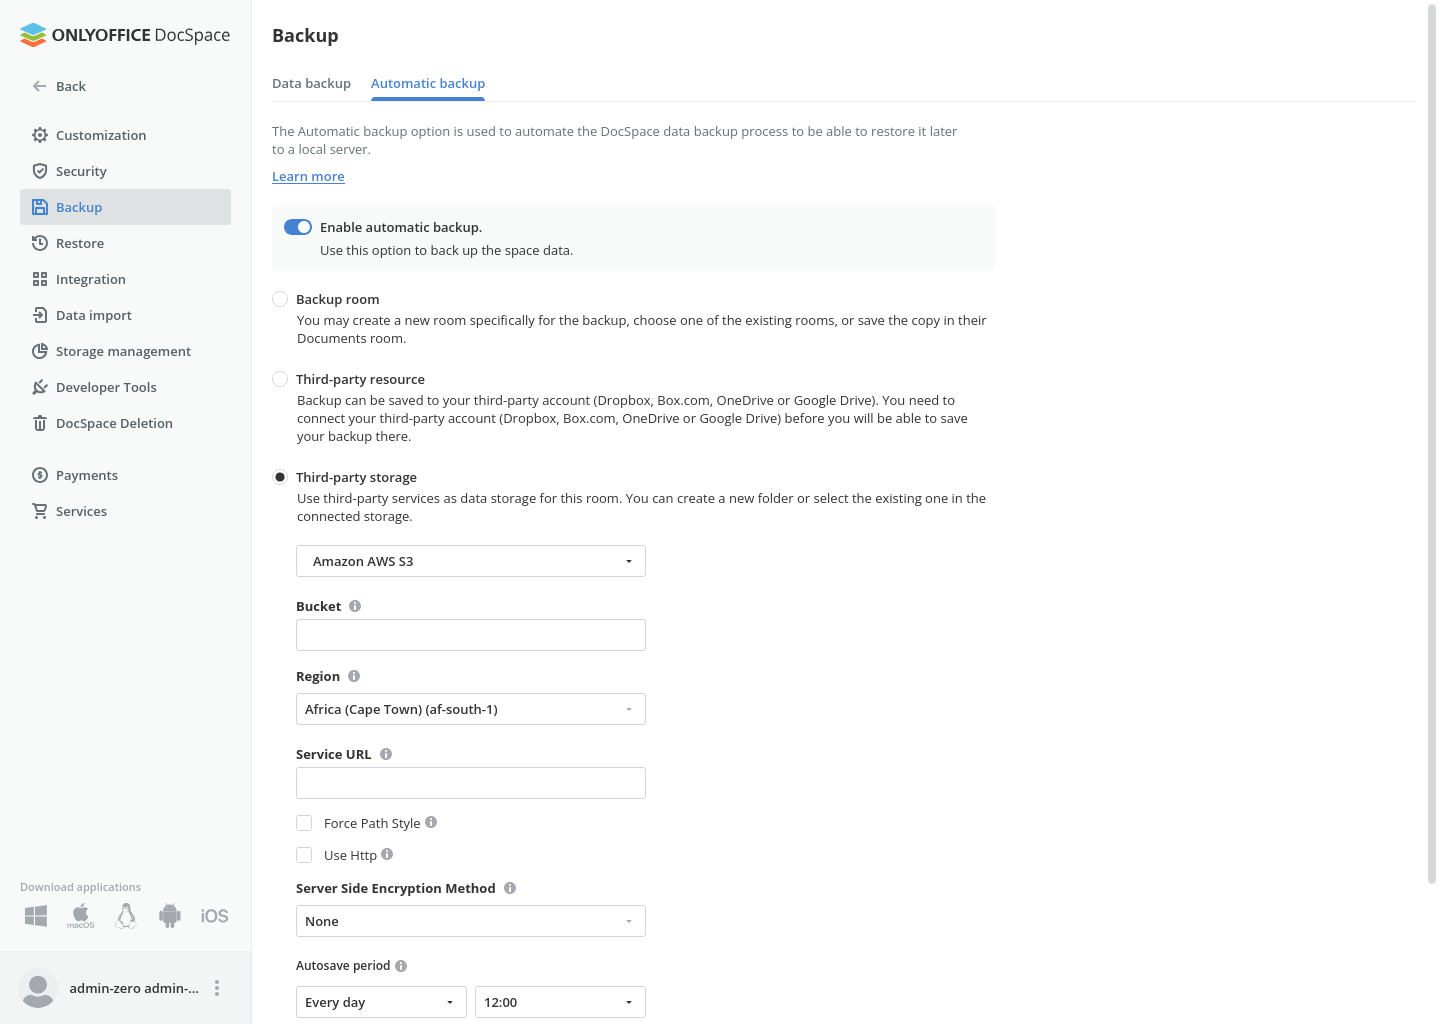 ONLYOFFICE DocSpace
Back
Customization
Security
Backup
Restore
Integration
Data import
Storage management
Developer Tools
DocSpace Deletion
Payments
Services
Download applications
macOS
iOS
admin-zero admin-...
Backup
Data backup
Automatic backup
The Automatic backup option is used to automate the DocSpace data backup process to be able to restore it later
to a local server.
Learn more
Enable automatic backup.
Use this option to back up the space data.
Backup room
You may create a new room specifically for the backup, choose one of the existing rooms, or save the copy in their
Documents room.
Third-party resource
Backup can be saved to your third-party account (Dropbox, Box.com, OneDrive or Google Drive). You need to
connect your third-party account (Dropbox, Box.com, OneDrive or Google Drive) before you will be able to save
your backup there.
Third-party storage
Use third-party services as data storage for this room. You can create a new folder or select the existing one in the
connected storage.
Amazon AWS S3
Bucket
Region
Africa (Cape Town) (af-south-1)
Service URL
Force Path Style
Use Http
Server Side Encryption Method
None
Autosave period
Every day
12:00